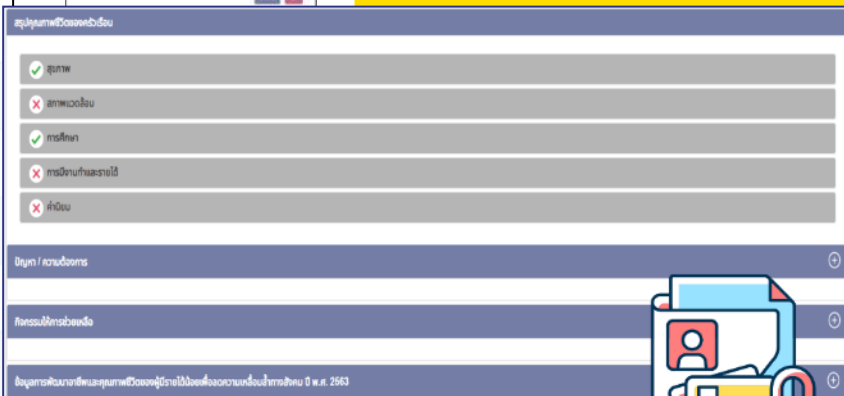 สรุปคุณภาพชีวิตของครัวเรือน
สุขภาพ
สภาพแวดล้อม
การศึกษา
การมีงานทำและรายได้
ค่านิยม
ปัญหา / ความต้องการ
กิจกรรมให้การช่วยเหลือ
ข้อมูลการพัฒนาอาชีพและคุณภาพชีวิตของผู้มีรายได้น้อยเพื่อลดความเหลื่อมล้ำทางสังคม ปี พ.ศ. 2563